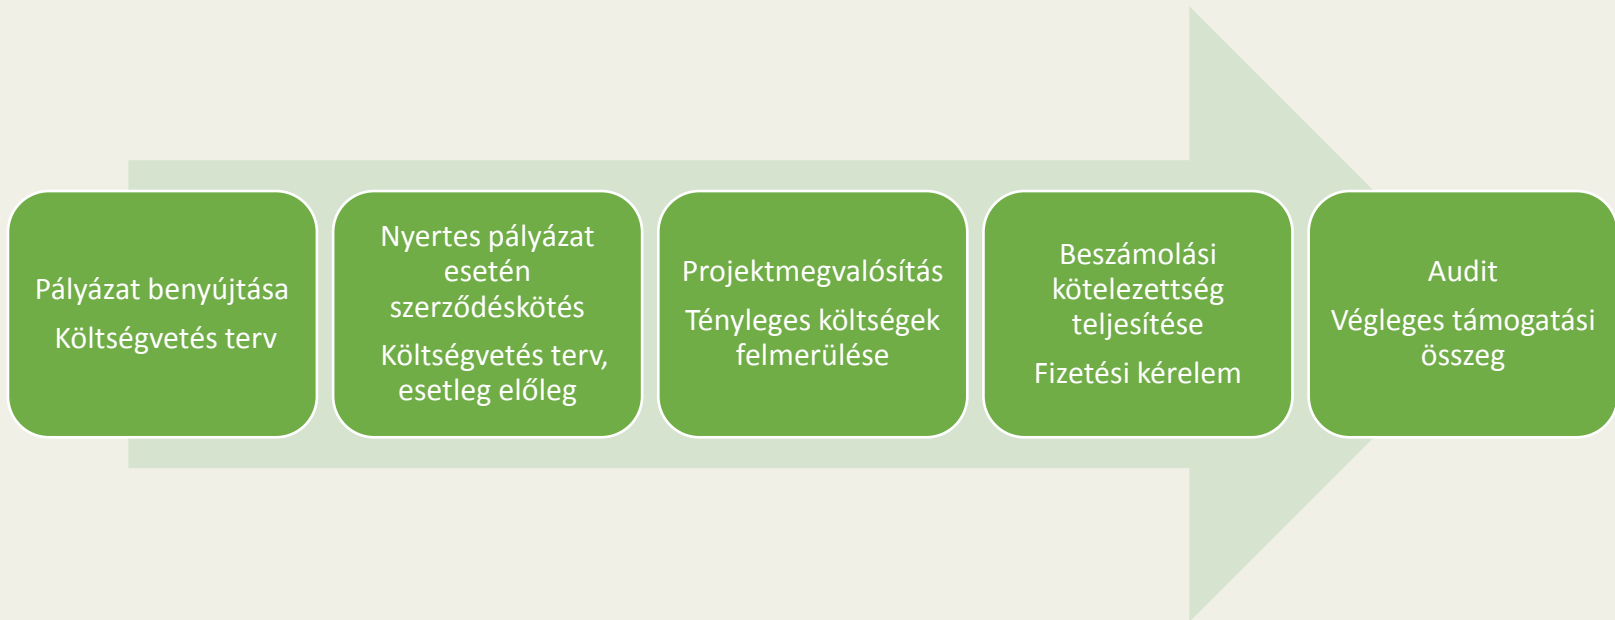 Pályázat benyújtása
Költségvetés terv
Nyertes pályázat
esetén
szerződéskötés
Költségvetés terv,
esetleg előleg
Projektmegvalósítás
Tényleges költségek
felmerülése
Beszámolási
kötelezettség
teljesítése
Fizetési kérelem
Audit
Végleges támogatási
összeg